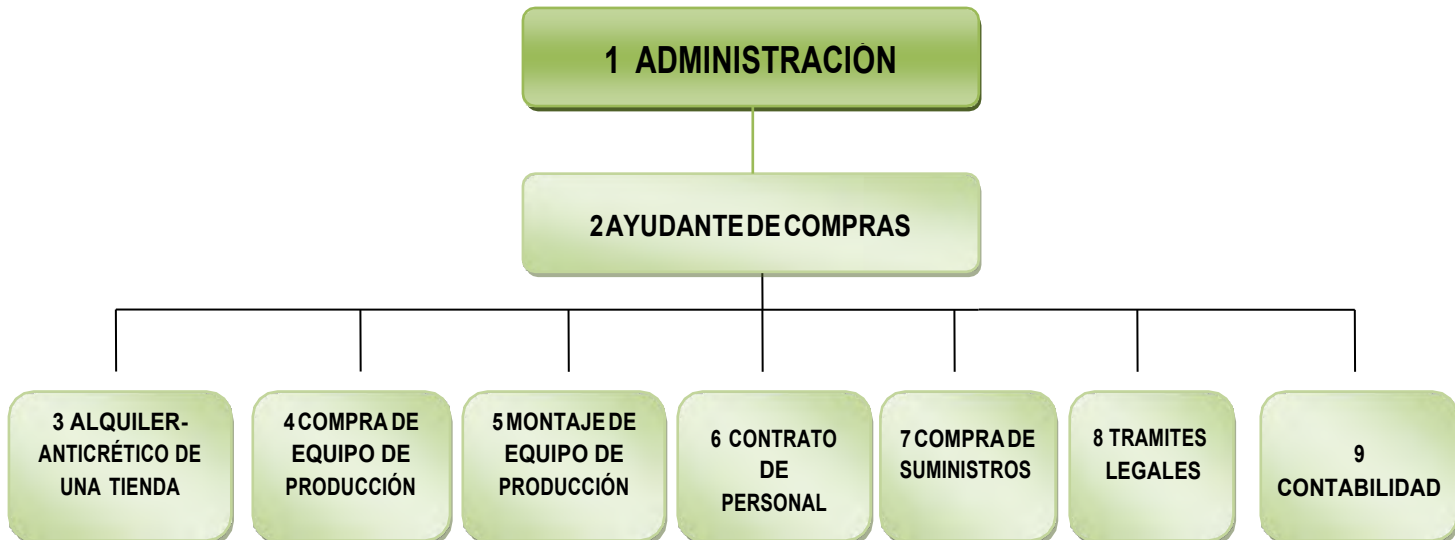 1 ADMINISTRACIÓN
2 AYUDANTE DE COMPRAS
3 ALQUILER-
ANTICRÉTICO DE
UNA TIENDA
4 COMPRA DE
EQUIPO DE
PRODUCCIÓN
5 MONTAJE DE
EQUIPO DE
PRODUCCIÓN
6 CONTRATO
DE
PERSONAL
7 COMPRA DE
SUMINISTROS
8 TRAMITES
LEGALES
9
CONTABILIDAD